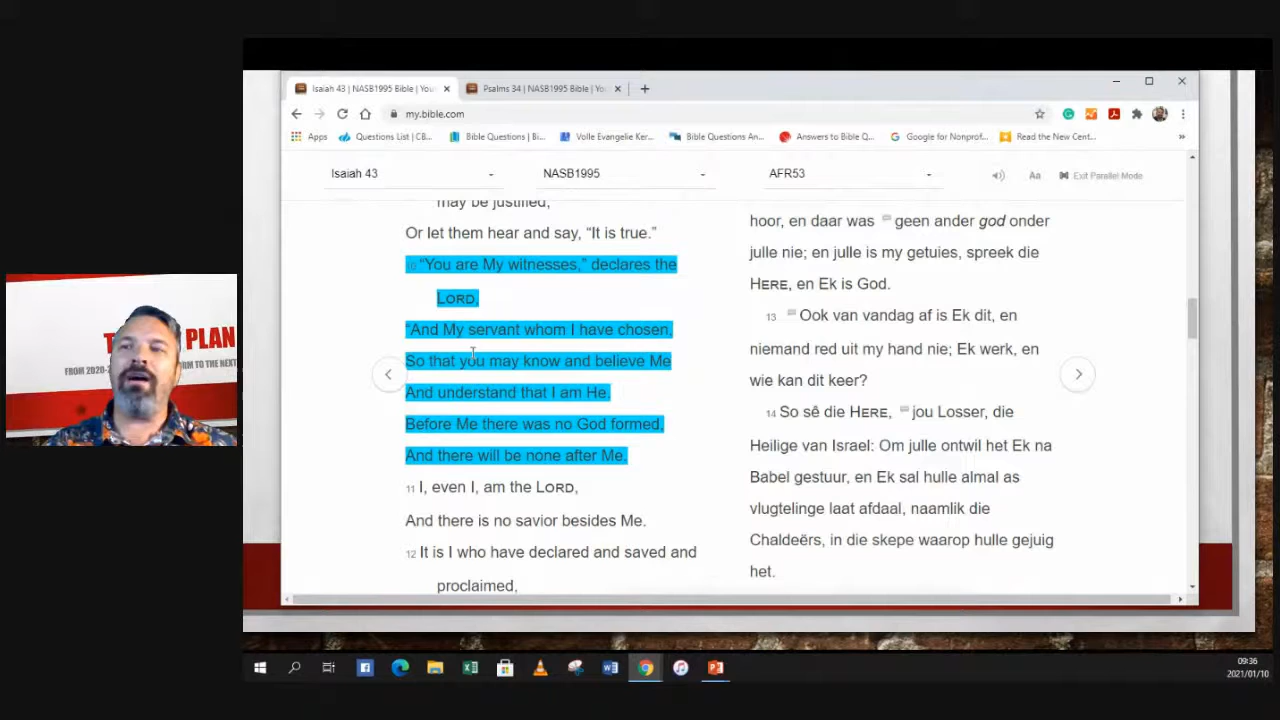 Isaiah 43 | NASB1995 Bible | You
Psalms 34 | NASB1995 Bible | Yo
my.bible.com
Apps
Questions List | CB...
Bible Questions | Bi...
Volle Evangelie Ker...
Bible Questions An...
Answers to Bible Q...
Google for Nonprof...
Read the New Cent...
»
Isaiah 43
NASB1995
AFR53
Aa
Exit Parallel Mode
may be justified,
Or let them hear and say, “It is true.”
10 “You are My witnesses,” declares the
LORD,
“And My servant whom I have chosen,
So that you may know and believe Me
And understand that I am He.
Before Me there was no God formed,
And there will be none after Me.
11 I, even I, am the LORD,
And there is no savior besides Me.
12 It is I who have declared and saved and
proclaimed,
hoor, en daar was geen ander god onder
julle nie; en julle is my getuies, spreek die
HERE, en Ek is God.
13 Ook van vandag af is Ek dit, en
niemand red uit my hand nie; Ek werk, en
wie kan dit keer?
14 So sê die HERE, jou Losser, die
Heilige van Israel: Om julle ontwil het Ek na
Babel gestuur, en Ek sal hulle almal as
vlugtelinge laat afdaal, naamlik die
Chaldeërs, in die skepe waarop hulle gejuig
het.
PLAN
FROM 2020-2
RM TO THE NEXT
09:36
2021/01/10